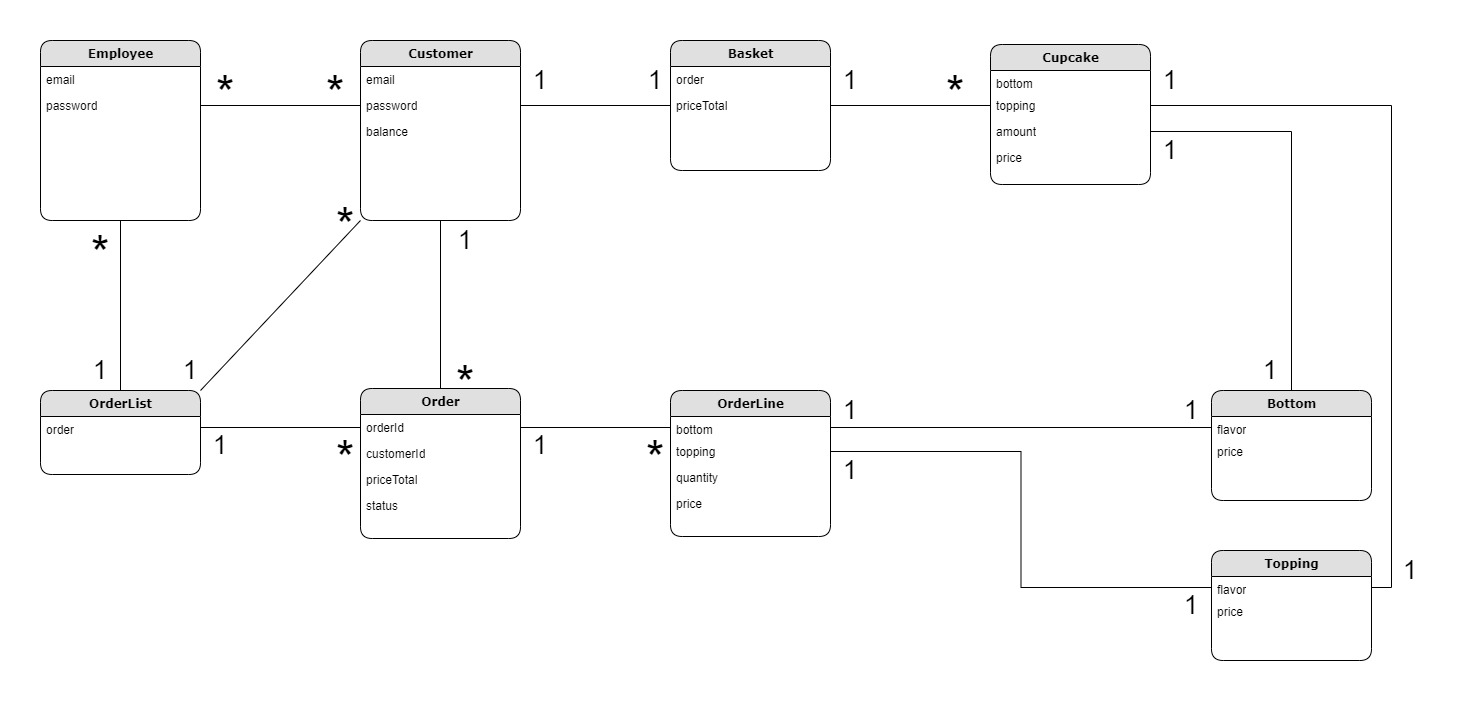 Employee
email
password
*
*
Customer
email
password
balance
1
1
Basket
order
priceTotal
1
*
Cupcake
bottom
topping
amount
price
1
1
*
*
1
1
1
*
1
OrderList
order
1
*
Order
orderId
customerId
priceTotal
status
1
*
OrderLine
bottom
topping
quantity
price
1
1
1
Bottom
flavor
price
1
Topping
flavor
price
1